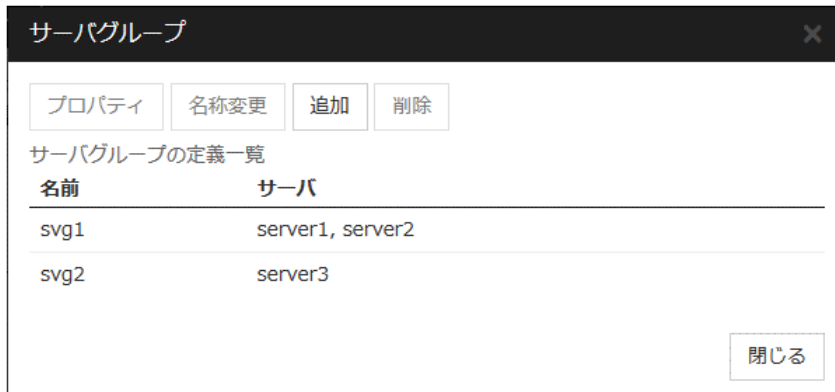 サーバグループ ×
プロパティ 名称変更 追加 削除
サーバグループの定義一覧
名前 サーバ
svg1 server1, server2
svg2 server3
閉じる